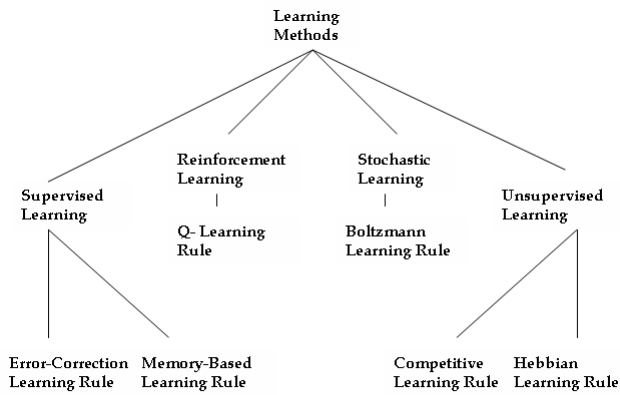 Learning
Methods
Reinforcement
Learning
Stochastic
Learning
Supervised
Learning
Unsupervised
Learning
Q- Learning
Rule
Boltzmann
Learning Rule
Error-Correction
Learning Rule
Memory-Based
Learning Rule
Competitive
Learning Rule
Hebbian
Learning Rule